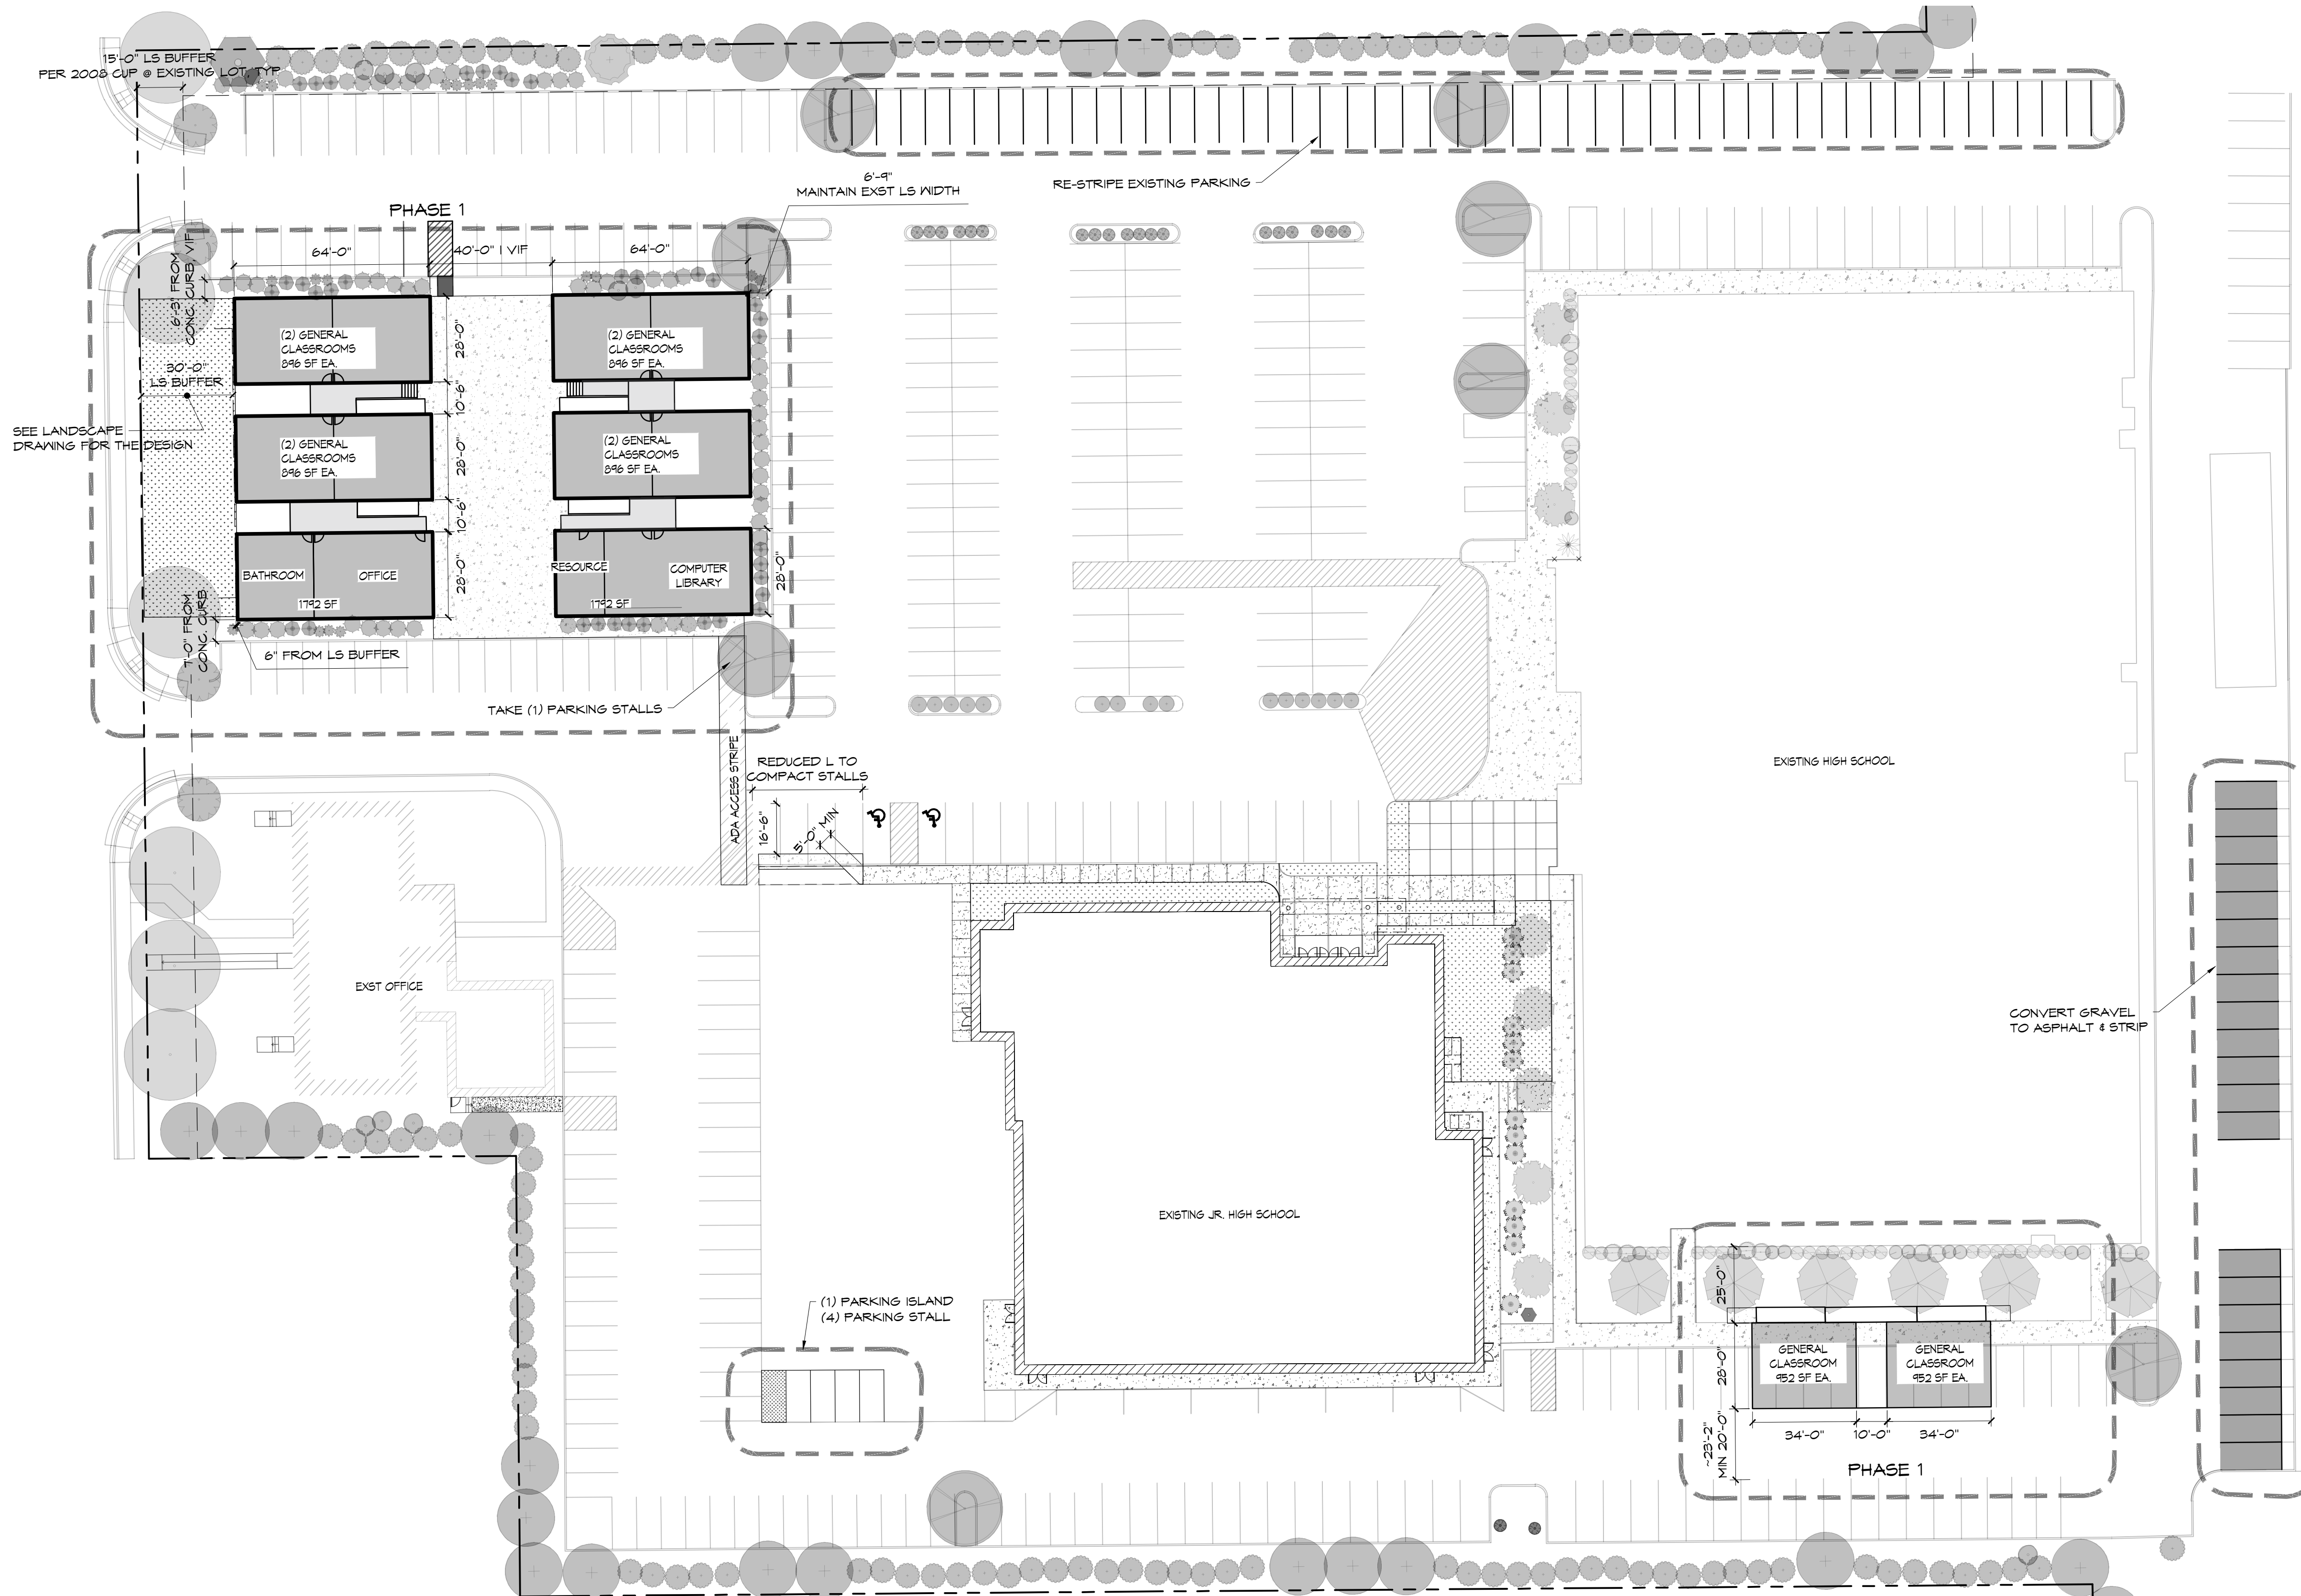 15'-0" LS BUFFER
PER 2008 CUP @ EXISTING LOT, TYP.
6'-9"
MAINTAIN EXST LS WIDTH
RE-STRIPE EXISTING PARKING
PHASE 1
64'-0"
40'-0" VIF
64'-0"
6'-3" FROM
CONC. CURB, VIF
(2) GENERAL
CLASSROOMS
896 SF EA.
28'-0"
(2) GENERAL
CLASSROOMS
896 SF EA.
30'-0"
LS BUFFER
10'-6"
SEE LANDSCAPE
DRAWING FOR THE DESIGN
(2) GENERAL
CLASSROOMS
896 SF EA.
28'-0"
(2) GENERAL
CLASSROOMS
896 SF EA.
10'-6"
BATHROOM
OFFICE
1792 SF
28'-0"
RESOURCE
COMPUTER
LIBRARY
1792 SF
28'-0"
FROM
CONC. CURB
6" FROM LS BUFFER
TAKE (1) PARKING STALLS
ADA ACCESS STRIPE
REDUCED L TO
COMPACT STALLS
16'-6"
5'-0" MIN
EXISTING HIGH SCHOOL
EXST OFFICE
CONVERT GRAVEL
TO ASPHALT & STRIP
EXISTING JR. HIGH SCHOOL
(1) PARKING ISLAND
(4) PARKING STALL
25'-0"
28'-0"
GENERAL
CLASSROOM
952 SF EA.
GENERAL
CLASSROOM
952 SF EA.
34'-0"
10'-0"
34'-0"
~23'-2"
MIN 20'-0"
PHASE 1